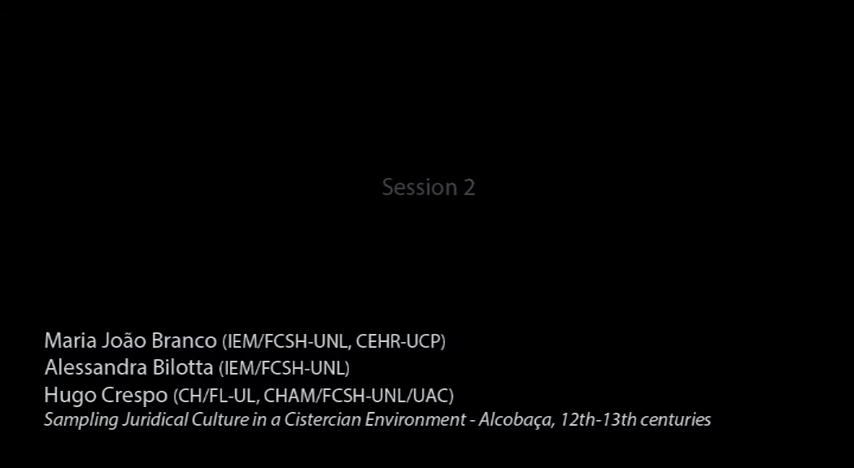 Session 2
Maria João Branco (IEM/FCSH-UNL, CEHR-UCP)
Alessandra Bilotta (IEM/FCSH-UNL)
Hugo Crespo (CH/FL-UL, CHAM/FCSH-UNL/UAC)
Sampling Juridical Culture in a Cistercian Environment - Alcobaça, 12th-13th centuries